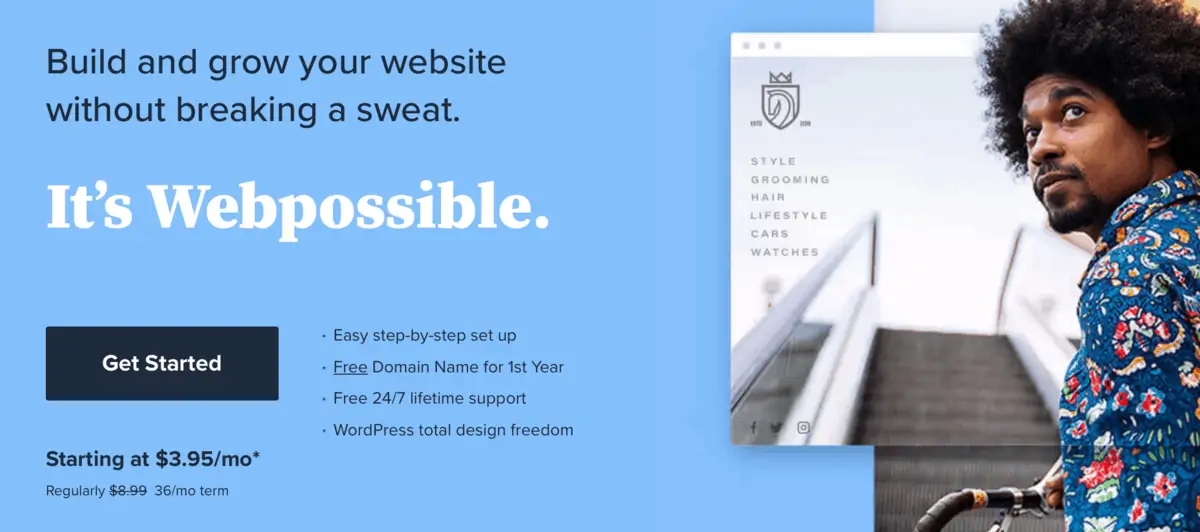 Build and grow your website
without breaking a sweat.
It's Webpossible.
Get Started
• Easy step-by-step set up
• Free Domain Name for 1st Year
• Free 24/7 lifetime support
• WordPress total design freedom
Starting at $3.95/mo*
Regularly $8.99 36/mo term
STYLE
GROOMING
HAIR
LIFESTYLE
CARS
WATCHES